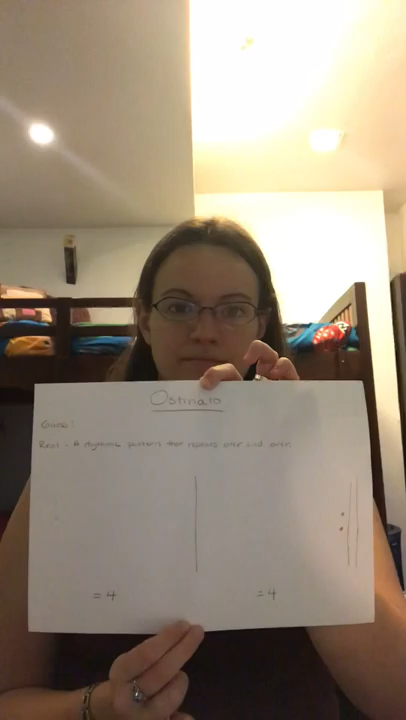 Ostinato
Guess:
Real - A rhythmic pattern that repeats over and over.
= 4 = 4